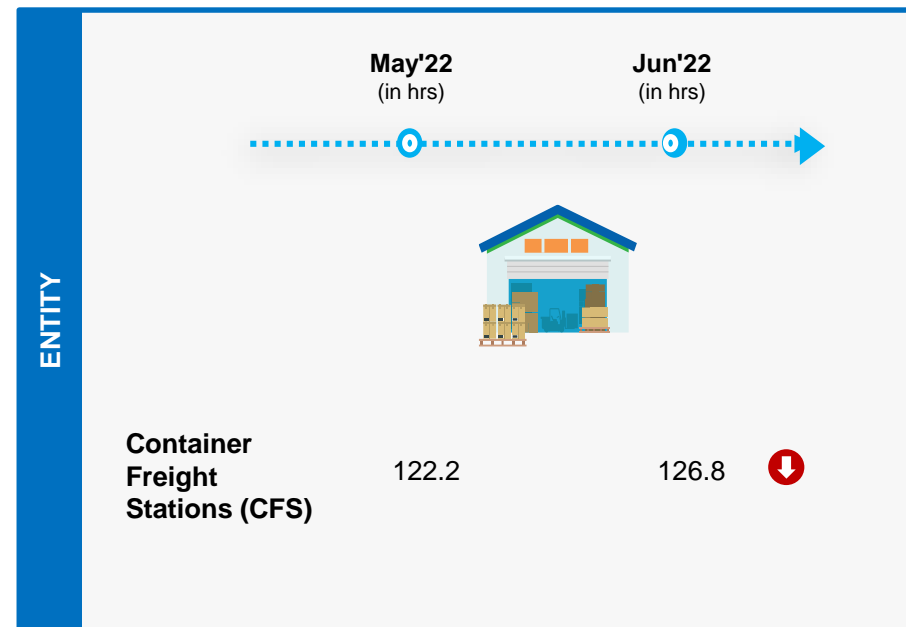 ENTITY
May'22
(in hrs)
Jun'22
(in hrs)
Container
Freight
Stations (CFS)
122.2
126.8